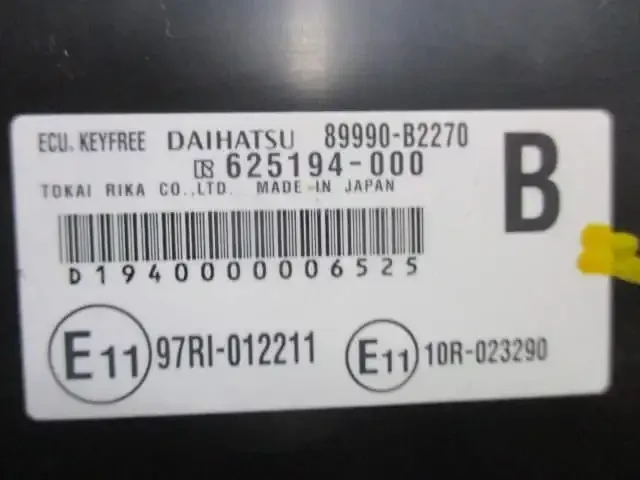 ECU, KEYFREE DAIHATSU 89990-B2270
625194-000
TOKAI RIKA CO.,LTD. MADE IN JAPAN
B
D1940000006525
E11 97RI-012211 E11 10R-023290